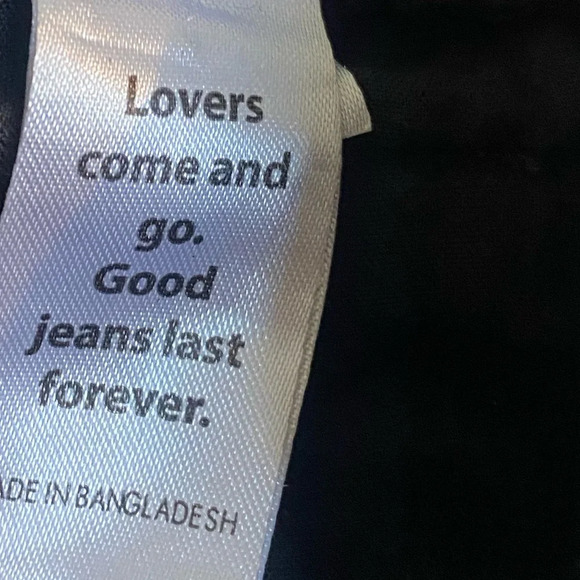 Lovers
come and
go.
Good
jeans last
forever.
ADE IN BANGLADESH